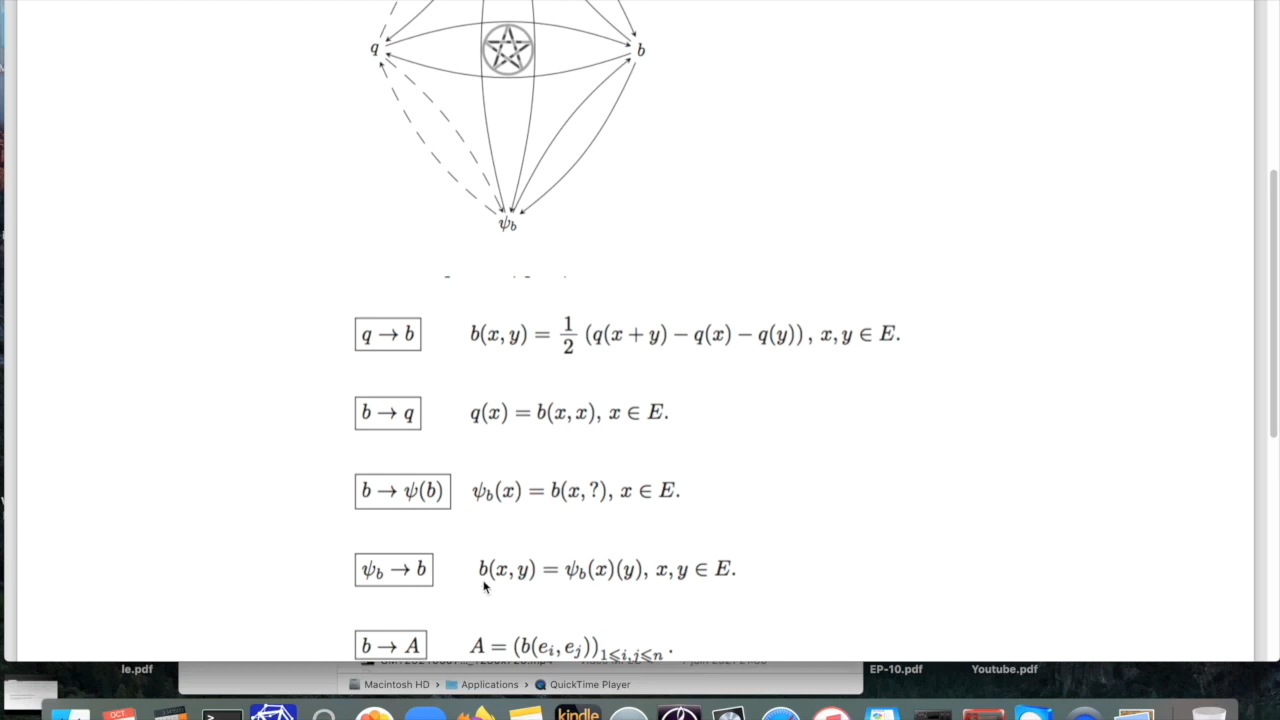 q
b
ψ_b
q → b b(x, y) = 1/2 (q(x + y) − q(x) − q(y)), x, y ∈ E.
b → q q(x) = b(x, x), x ∈ E.
b → ψ(b) ψ_b(x) = b(x, ?), x ∈ E.
ψ_b → b b(x, y) = ψ_b(x)(y), x, y ∈ E.
b → A A = (b(e_i, e_j))_{1⩽i,j⩽n}.
le.pdf
EP-10.pdf
Youtube.pdf
Macintosh HD › Applications › QuickTime Player
OCT
kindle